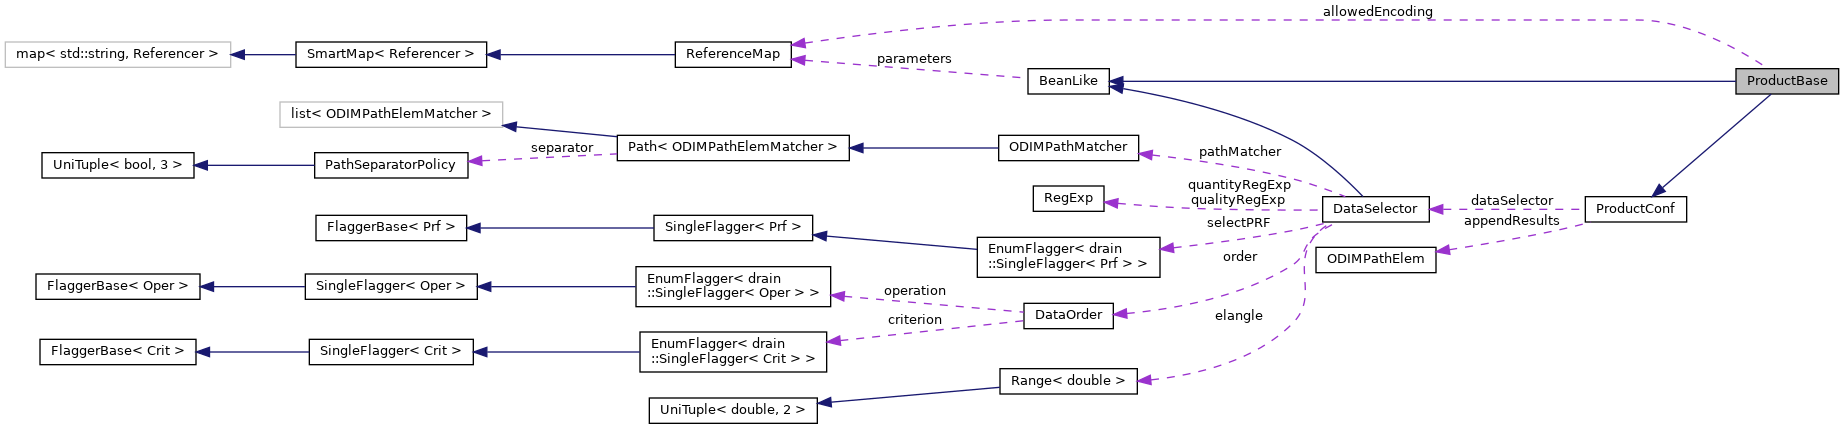 allowedEncoding
map< std::string, Referencer >
SmartMap< Referencer >
ReferenceMap
parameters
BeanLike
ProductBase
list< ODIMPathElemMatcher >
UniTuple< bool, 3 >
PathSeparatorPolicy
separator
Path< ODIMPathElemMatcher >
ODIMPathMatcher
pathMatcher
quantityRegExp
qualityRegExp
RegExp
selectPRF
DataSelector
dataSelector
appendResults
ProductConf
FlaggerBase< Prf >
SingleFlagger< Prf >
EnumFlagger< drain
::SingleFlagger< Prf > >
order
ODIMPathElem
FlaggerBase< Oper >
SingleFlagger< Oper >
EnumFlagger< drain
::SingleFlagger< Oper > >
operation
criterion
DataOrder
elangle
FlaggerBase< Crit >
SingleFlagger< Crit >
EnumFlagger< drain
::SingleFlagger< Crit > >
Range< double >
UniTuple< double, 2 >